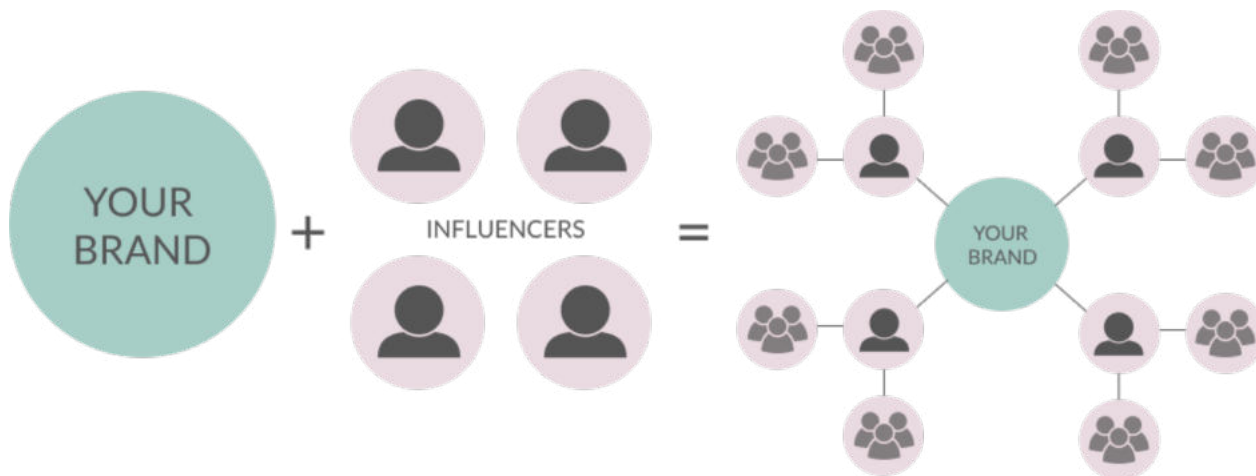 YOUR
BRAND
+
INFLUENCERS
=
YOUR
BRAND